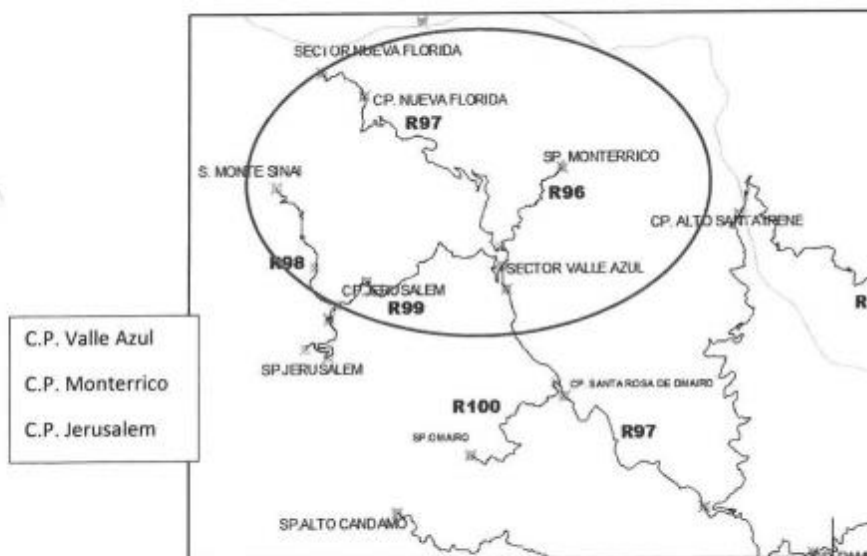 SECTOR NUEVA FLORIDA
CP. NUEVA FLORIDA
R97
SP. MONTERRICO
S. MONTE SINAI
R96
CP. ALTO SANTA IRENE
R98
SECTOR VALLE AZUL
CP. JERUSALEM
R99
R
C.P. Valle Azul
C.P. Monterrico
C.P. Jerusalem
SP.JERUSALEM
CP. SANTA ROSA DE OMAIRO
R100
R97
SP. OMAIRO
SP.ALTO CANDAMO